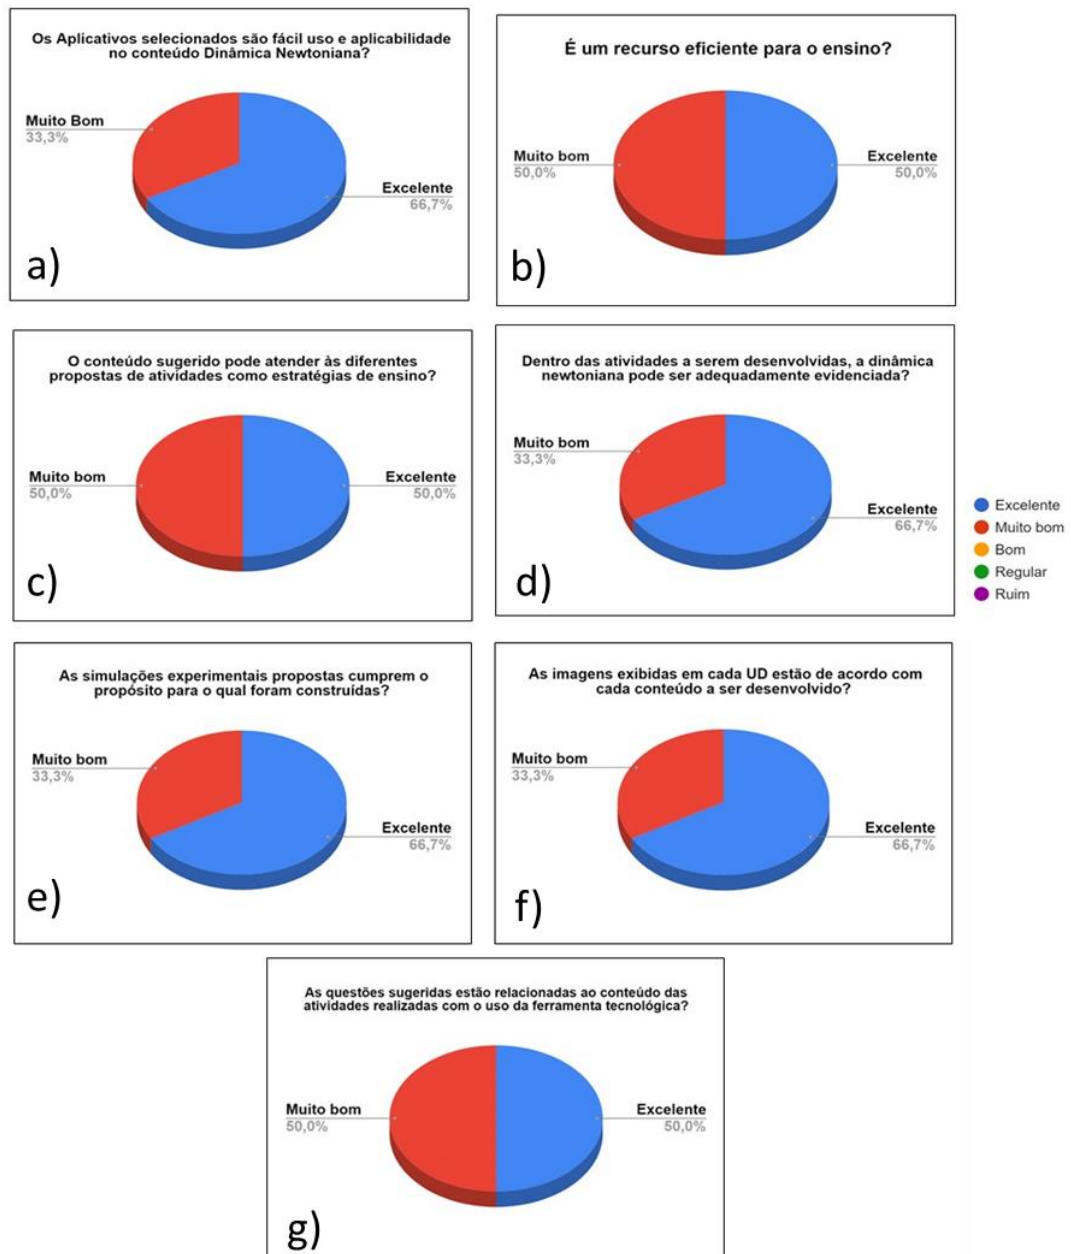 Os Aplicativos selecionados são fácil uso e aplicabilidade
no conteúdo Dinâmica Newtoniana?
Muito Bom
33,3%
Excelente
66,7%
a)
É um recurso eficiente para o ensino?
Muito bom
50,0%
Excelente
50,0%
b)
O conteúdo sugerido pode atender às diferentes
propostas de atividades como estratégias de ensino?
Muito bom
50,0%
Excelente
50,0%
c)
Dentro das atividades a serem desenvolvidas, a dinâmica
newtoniana pode ser adequadamente evidenciada?
Muito bom
33,3%
Excelente
66,7%
d)
Excelente
Muito bom
Bom
Regular
Ruim
As simulações experimentais propostas cumprem o
propósito para o qual foram construídas?
Muito bom
33,3%
Excelente
66,7%
e)
As imagens exibidas em cada UD estão de acordo com
cada conteúdo a ser desenvolvido?
Muito bom
33,3%
Excelente
66,7%
f)
As questões sugeridas estão relacionadas ao conteúdo das
atividades realizadas com o uso da ferramenta tecnológica?
Muito bom
50,0%
Excelente
50,0%
g)